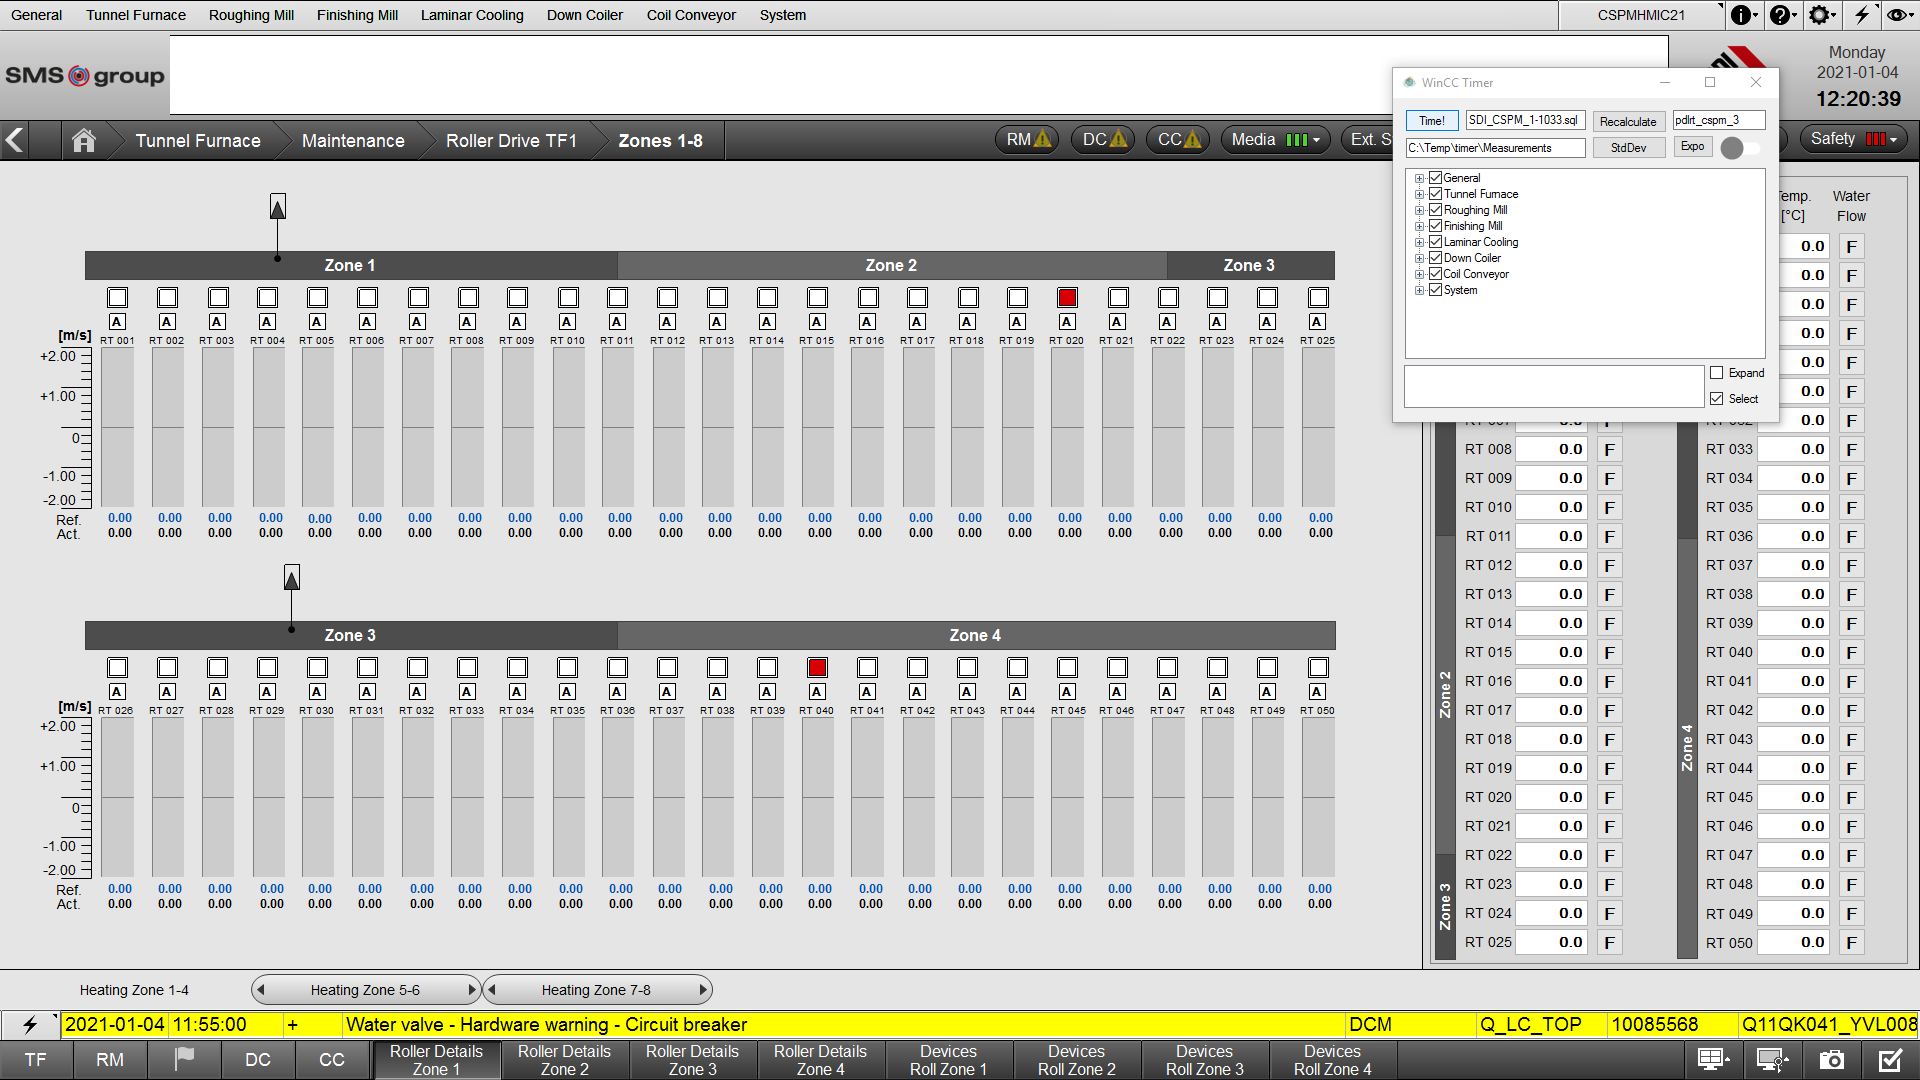 General Tunnel Furnace Roughing Mill Finishing Mill Laminar Cooling Down Coiler Coil Conveyor System CSPMHMIC21
SMS group
Monday
2021-01-04
12:20:39
Tunnel Furnace Maintenance Roller Drive TF1 Zones 1-8 RM DC CC Media Ext. S Safety
WinCC Timer
Time! SDI_CSPM_1-1033.sql Recalculate pdlrt_cspm_3
C:\Temp\timer\Measurements StdDev Expo
General
Tunnel Furnace
Roughing Mill
Finishing Mill
Laminar Cooling
Down Coiler
Coil Conveyor
System
Expand
Select
Zone 1 Zone 2 Zone 3
A A A A A A A A A A A A A A A A A A A A A A A A A
[m/s] RT 001 RT 002 RT 003 RT 004 RT 005 RT 006 RT 007 RT 008 RT 009 RT 010 RT 011 RT 012 RT 013 RT 014 RT 015 RT 016 RT 017 RT 018 RT 019 RT 020 RT 021 RT 022 RT 023 RT 024 RT 025
+2.00
+1.00
0
-1.00
-2.00
Ref. 0.00 0.00 0.00 0.00 0.00 0.00 0.00 0.00 0.00 0.00 0.00 0.00 0.00 0.00 0.00 0.00 0.00 0.00 0.00 0.00 0.00 0.00 0.00 0.00 0.00
Act. 0.00 0.00 0.00 0.00 0.00 0.00 0.00 0.00 0.00 0.00 0.00 0.00 0.00 0.00 0.00 0.00 0.00 0.00 0.00 0.00 0.00 0.00 0.00 0.00 0.00
Zone 3 Zone 4
A A A A A A A A A A A A A A A A A A A A A A A A A
[m/s] RT 026 RT 027 RT 028 RT 029 RT 030 RT 031 RT 032 RT 033 RT 034 RT 035 RT 036 RT 037 RT 038 RT 039 RT 040 RT 041 RT 042 RT 043 RT 044 RT 045 RT 046 RT 047 RT 048 RT 049 RT 050
+2.00
+1.00
0
-1.00
-2.00
Ref. 0.00 0.00 0.00 0.00 0.00 0.00 0.00 0.00 0.00 0.00 0.00 0.00 0.00 0.00 0.00 0.00 0.00 0.00 0.00 0.00 0.00 0.00 0.00 0.00 0.00
Act. 0.00 0.00 0.00 0.00 0.00 0.00 0.00 0.00 0.00 0.00 0.00 0.00 0.00 0.00 0.00 0.00 0.00 0.00 0.00 0.00 0.00 0.00 0.00 0.00 0.00
Temp. Water
[°C] Flow
0.0 F
0.0 F
0.0 F
0.0 F
0.0 F
0.0 F
0.0 F
RT 008 0.0 F RT 033 0.0 F
RT 009 0.0 F RT 034 0.0 F
RT 010 0.0 F RT 035 0.0 F
RT 011 0.0 F RT 036 0.0 F
RT 012 0.0 F RT 037 0.0 F
RT 013 0.0 F RT 038 0.0 F
RT 014 0.0 F RT 039 0.0 F
RT 015 0.0 F RT 040 0.0 F
RT 016 0.0 F RT 041 0.0 F
RT 017 0.0 F RT 042 0.0 F
RT 018 0.0 F RT 043 0.0 F
RT 019 0.0 F RT 044 0.0 F
RT 020 0.0 F RT 045 0.0 F
RT 021 0.0 F RT 046 0.0 F
RT 022 0.0 F RT 047 0.0 F
RT 023 0.0 F RT 048 0.0 F
RT 024 0.0 F RT 049 0.0 F
RT 025 0.0 F RT 050 0.0 F
Zone 2
Zone 3
Zone 4
Heating Zone 1-4 Heating Zone 5-6 Heating Zone 7-8
2021-01-04 11:55:00 + Water valve - Hardware warning - Circuit breaker DCM Q_LC_TOP 10085568 Q11QK041_YVL008
TF RM DC CC
Roller Details Zone 1
Roller Details Zone 2
Roller Details Zone 3
Roller Details Zone 4
Devices Roll Zone 1
Devices Roll Zone 2
Devices Roll Zone 3
Devices Roll Zone 4